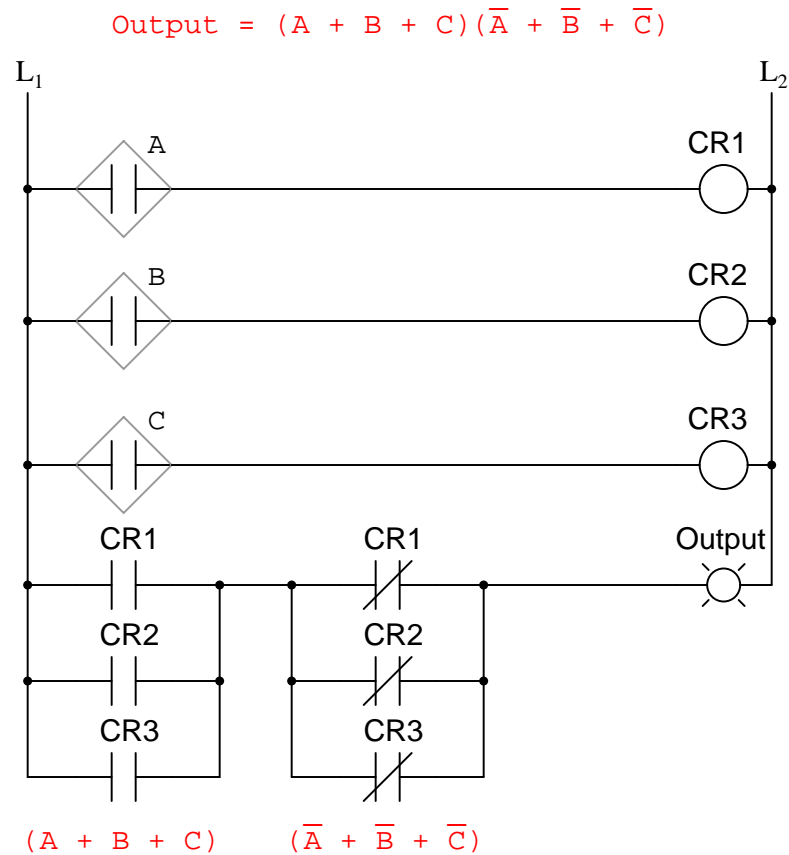 Output = (A + B + C)(A̅ + B̅ + C̅)
L₁ L₂
A CR1
B CR2
C CR3
CR1 CR1 Output
CR2 CR2
CR3 CR3
(A + B + C) (A̅ + B̅ + C̅)